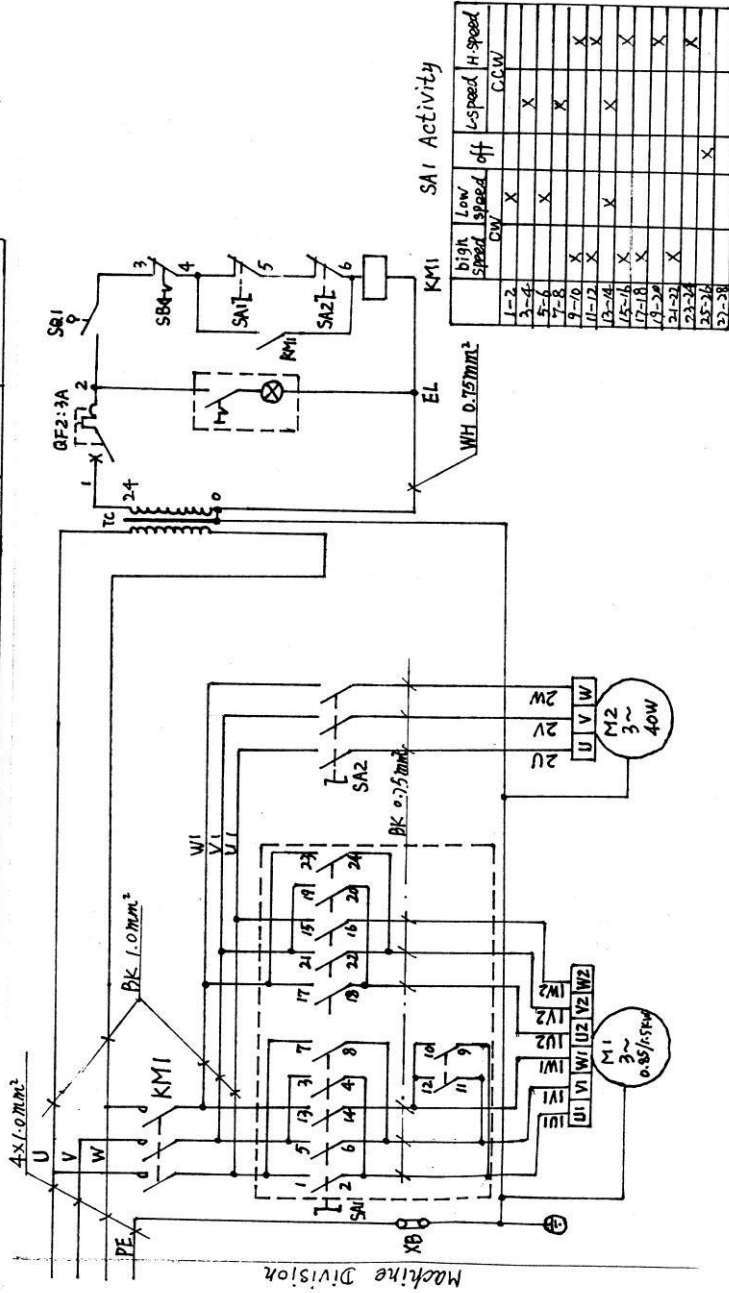 Machine Division
4×1.0mm²
U
V
W
PE
BK 1.0mm²
KM1
W1
V1
U1
SA1
1 5 13 3 7
2 6 14 4 8
12 10
11 9
17 21 15 19 23
18 22 16 20 24
XB
BK 0.75mm²
1U1 1V1 1W1 1U2 1V2 1W2
U1 V1 W1 U2 V2 W2
M1
3~
0.85/1.5KW
SA2
2U 2V 2W
U V W
M2
3~
40W
TC
24
0
1
QF2:3A
2
SQ1
3
SB4
4
SA1
5
SA2
6
KM1
KM1
EL
WH 0.75mm²
SA1 Activity
high speed Low speed off L-speed H-speed
CW CCW
1-2 X
3-4 X
5-6 X
7-8 X
9-10 X X
11-12 X X
13-14 X X
15-16 X X
17-18 X
19-20 X
21-22 X
23-24 X
25-26 X
27-28